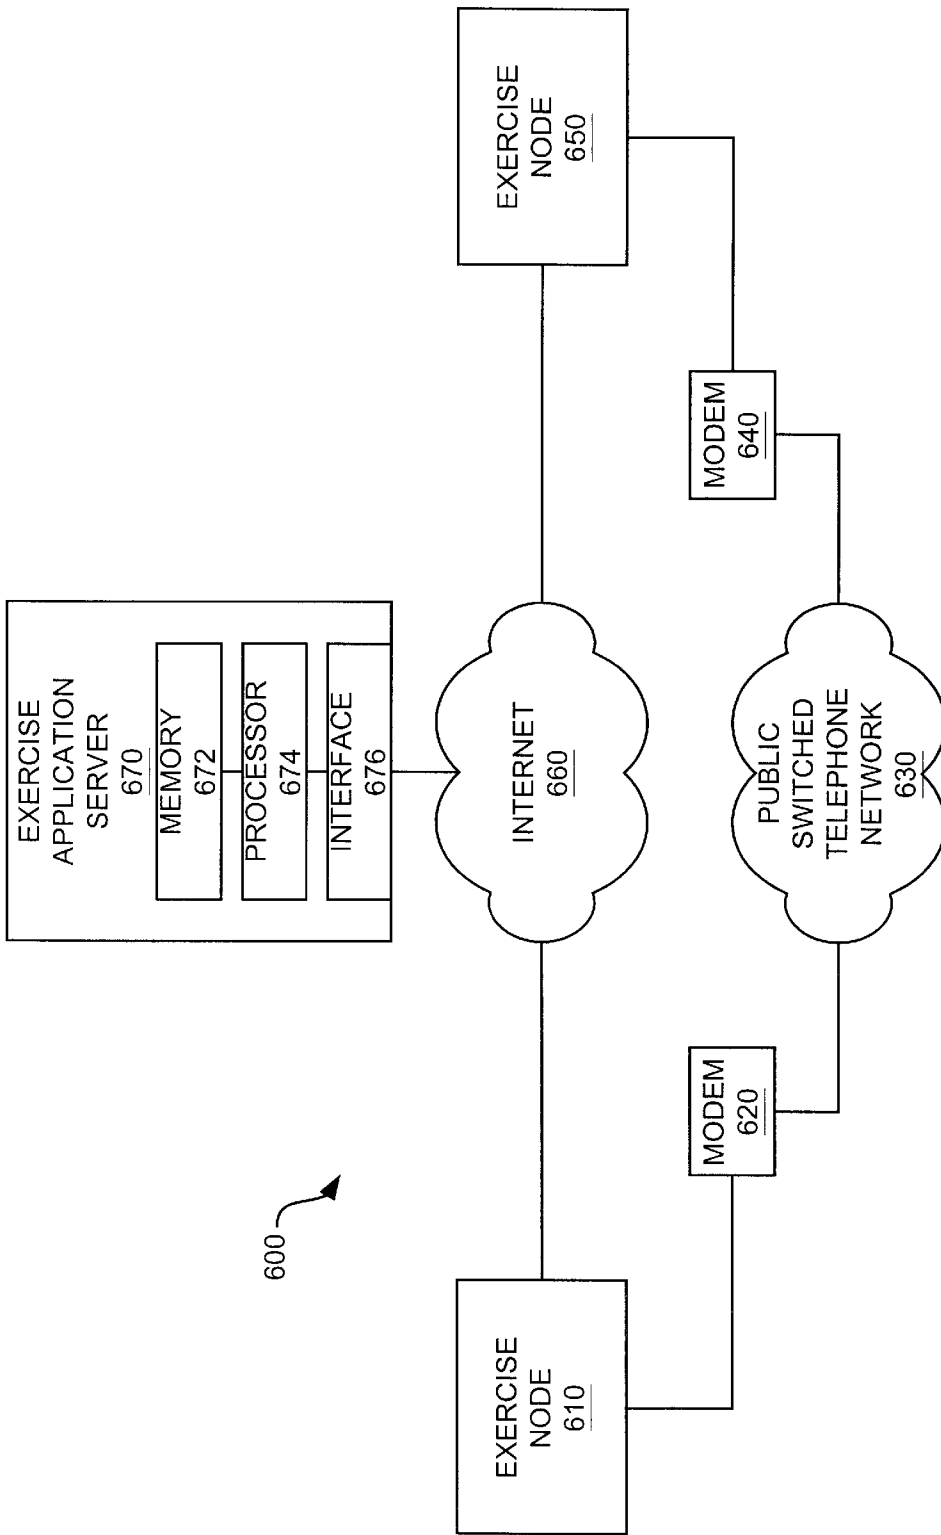 EXERCISE
APPLICATION
SERVER
670
MEMORY
672
PROCESSOR
674
INTERFACE
676
600
EXERCISE
NODE
610
INTERNET
660
EXERCISE
NODE
650
MODEM
620
PUBLIC
SWITCHED
TELEPHONE
NETWORK
630
MODEM
640